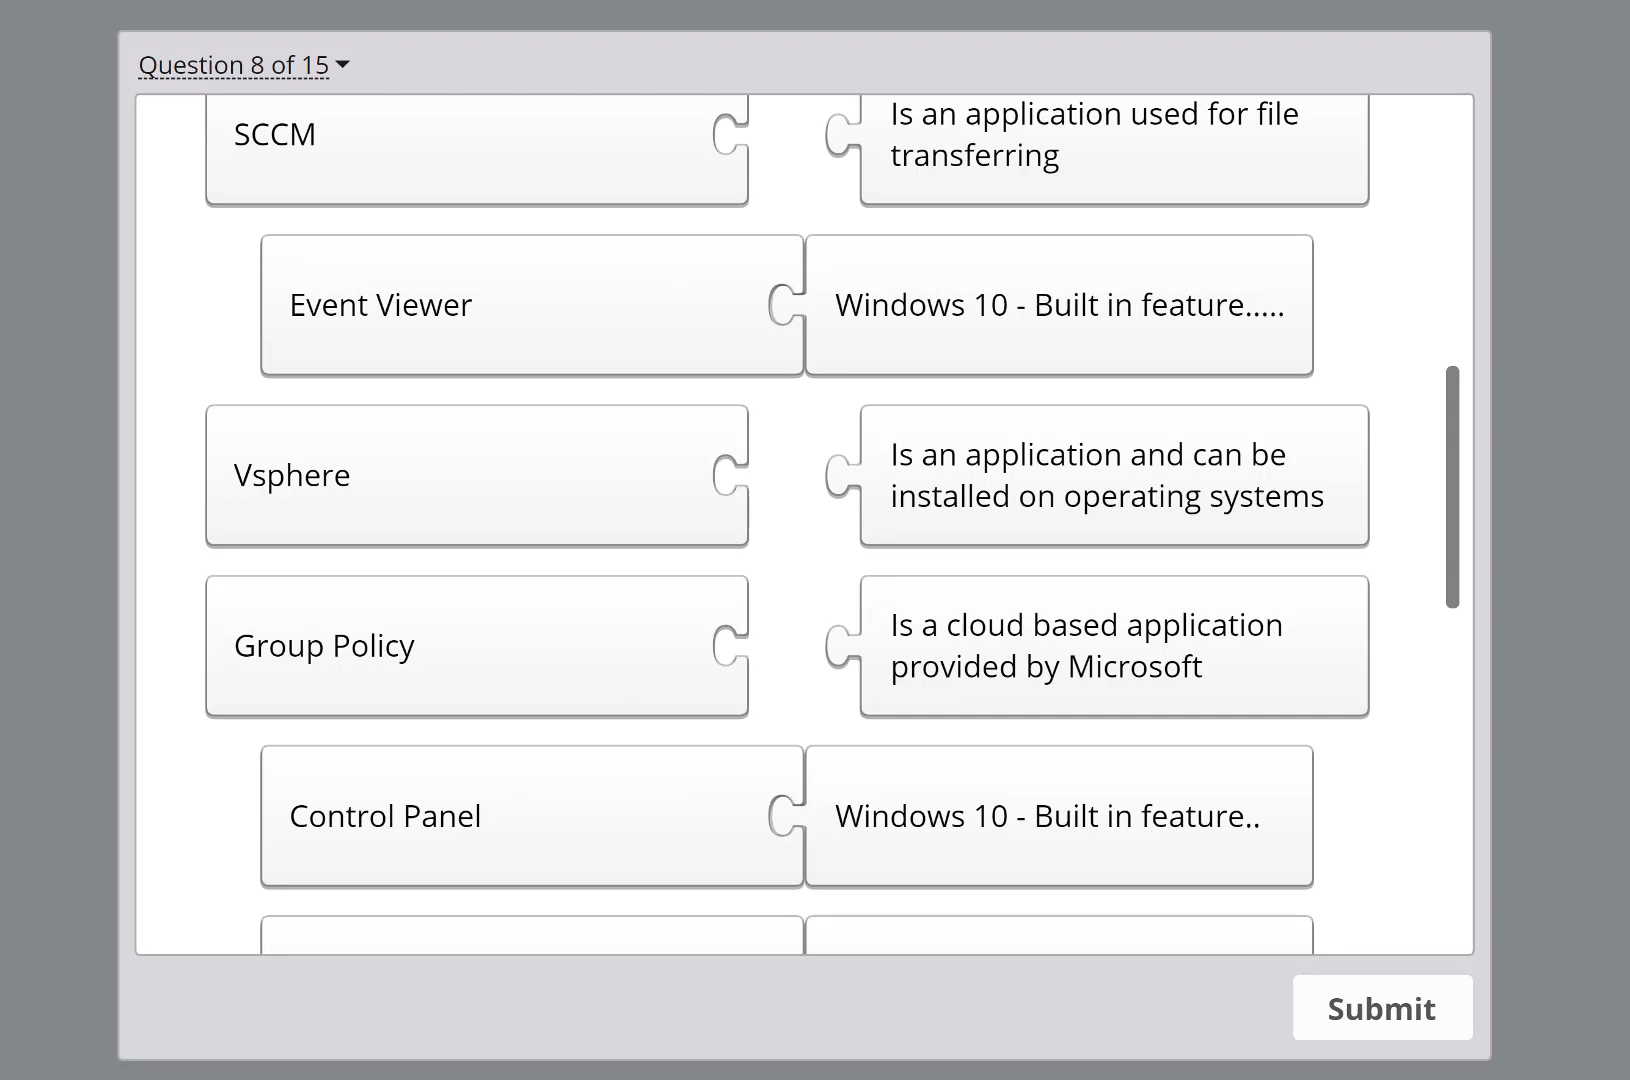 Question 8 of 15
SCCM
Is an application used for file
transferring
Event Viewer
Windows 10 - Built in feature.....
Vsphere
Is an application and can be
installed on operating systems
Group Policy
Is a cloud based application
provided by Microsoft
Control Panel
Windows 10 - Built in feature..
Submit